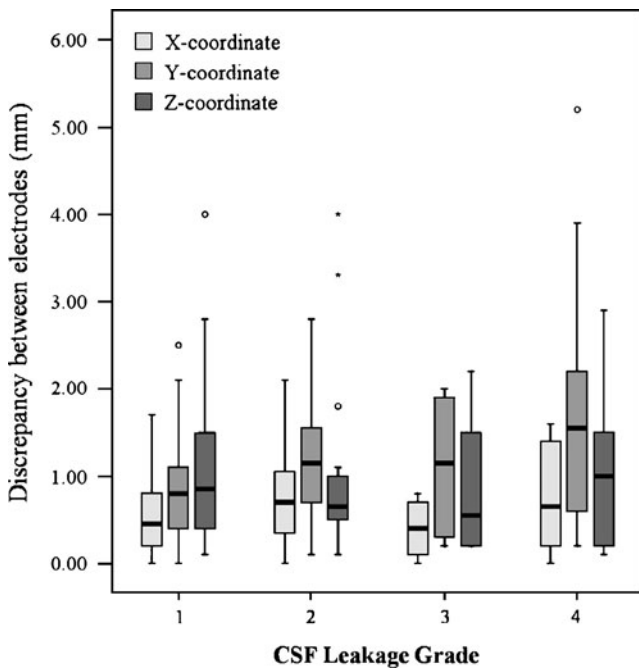 6.00
5.00
4.00
3.00
2.00
1.00
0.00
Discrepancy between electrodes (mm)
X-coordinate
Y-coordinate
Z-coordinate
1 2 3 4
CSF Leakage Grade